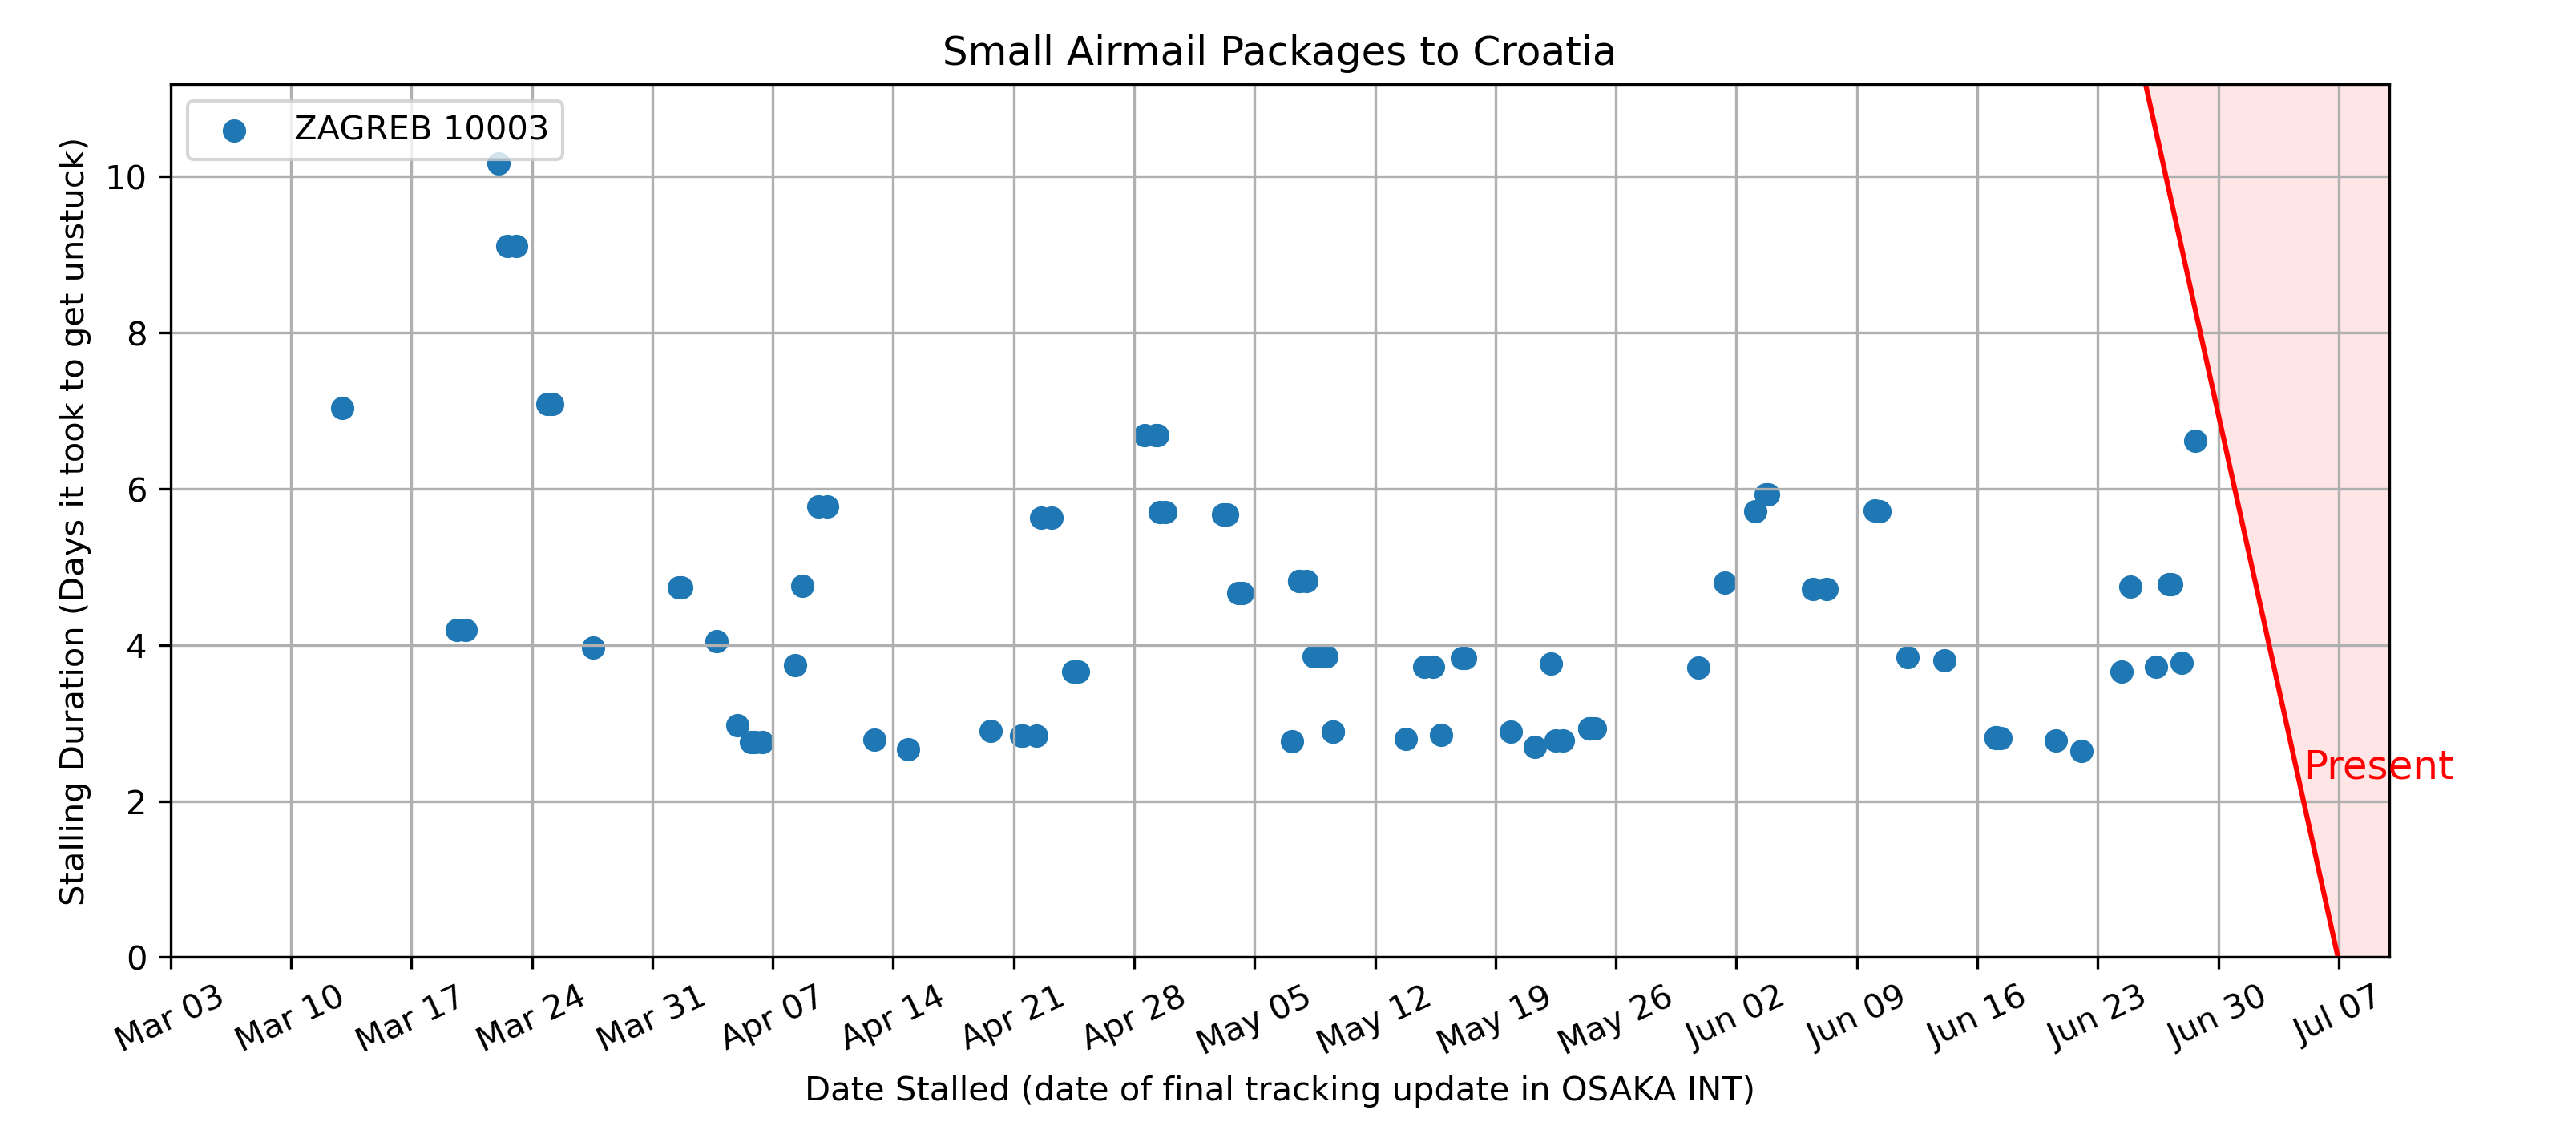 Small Airmail Packages to Croatia
ZAGREB 10003
Stalling Duration (Days it took to get unstuck)
10
8
6
4
2
0
Present
Mar 03 Mar 10 Mar 17 Mar 24 Mar 31 Apr 07 Apr 14 Apr 21 Apr 28 May 05 May 12 May 19 May 26 Jun 02 Jun 09 Jun 16 Jun 23 Jun 30 Jul 07
Date Stalled (date of final tracking update in OSAKA INT)